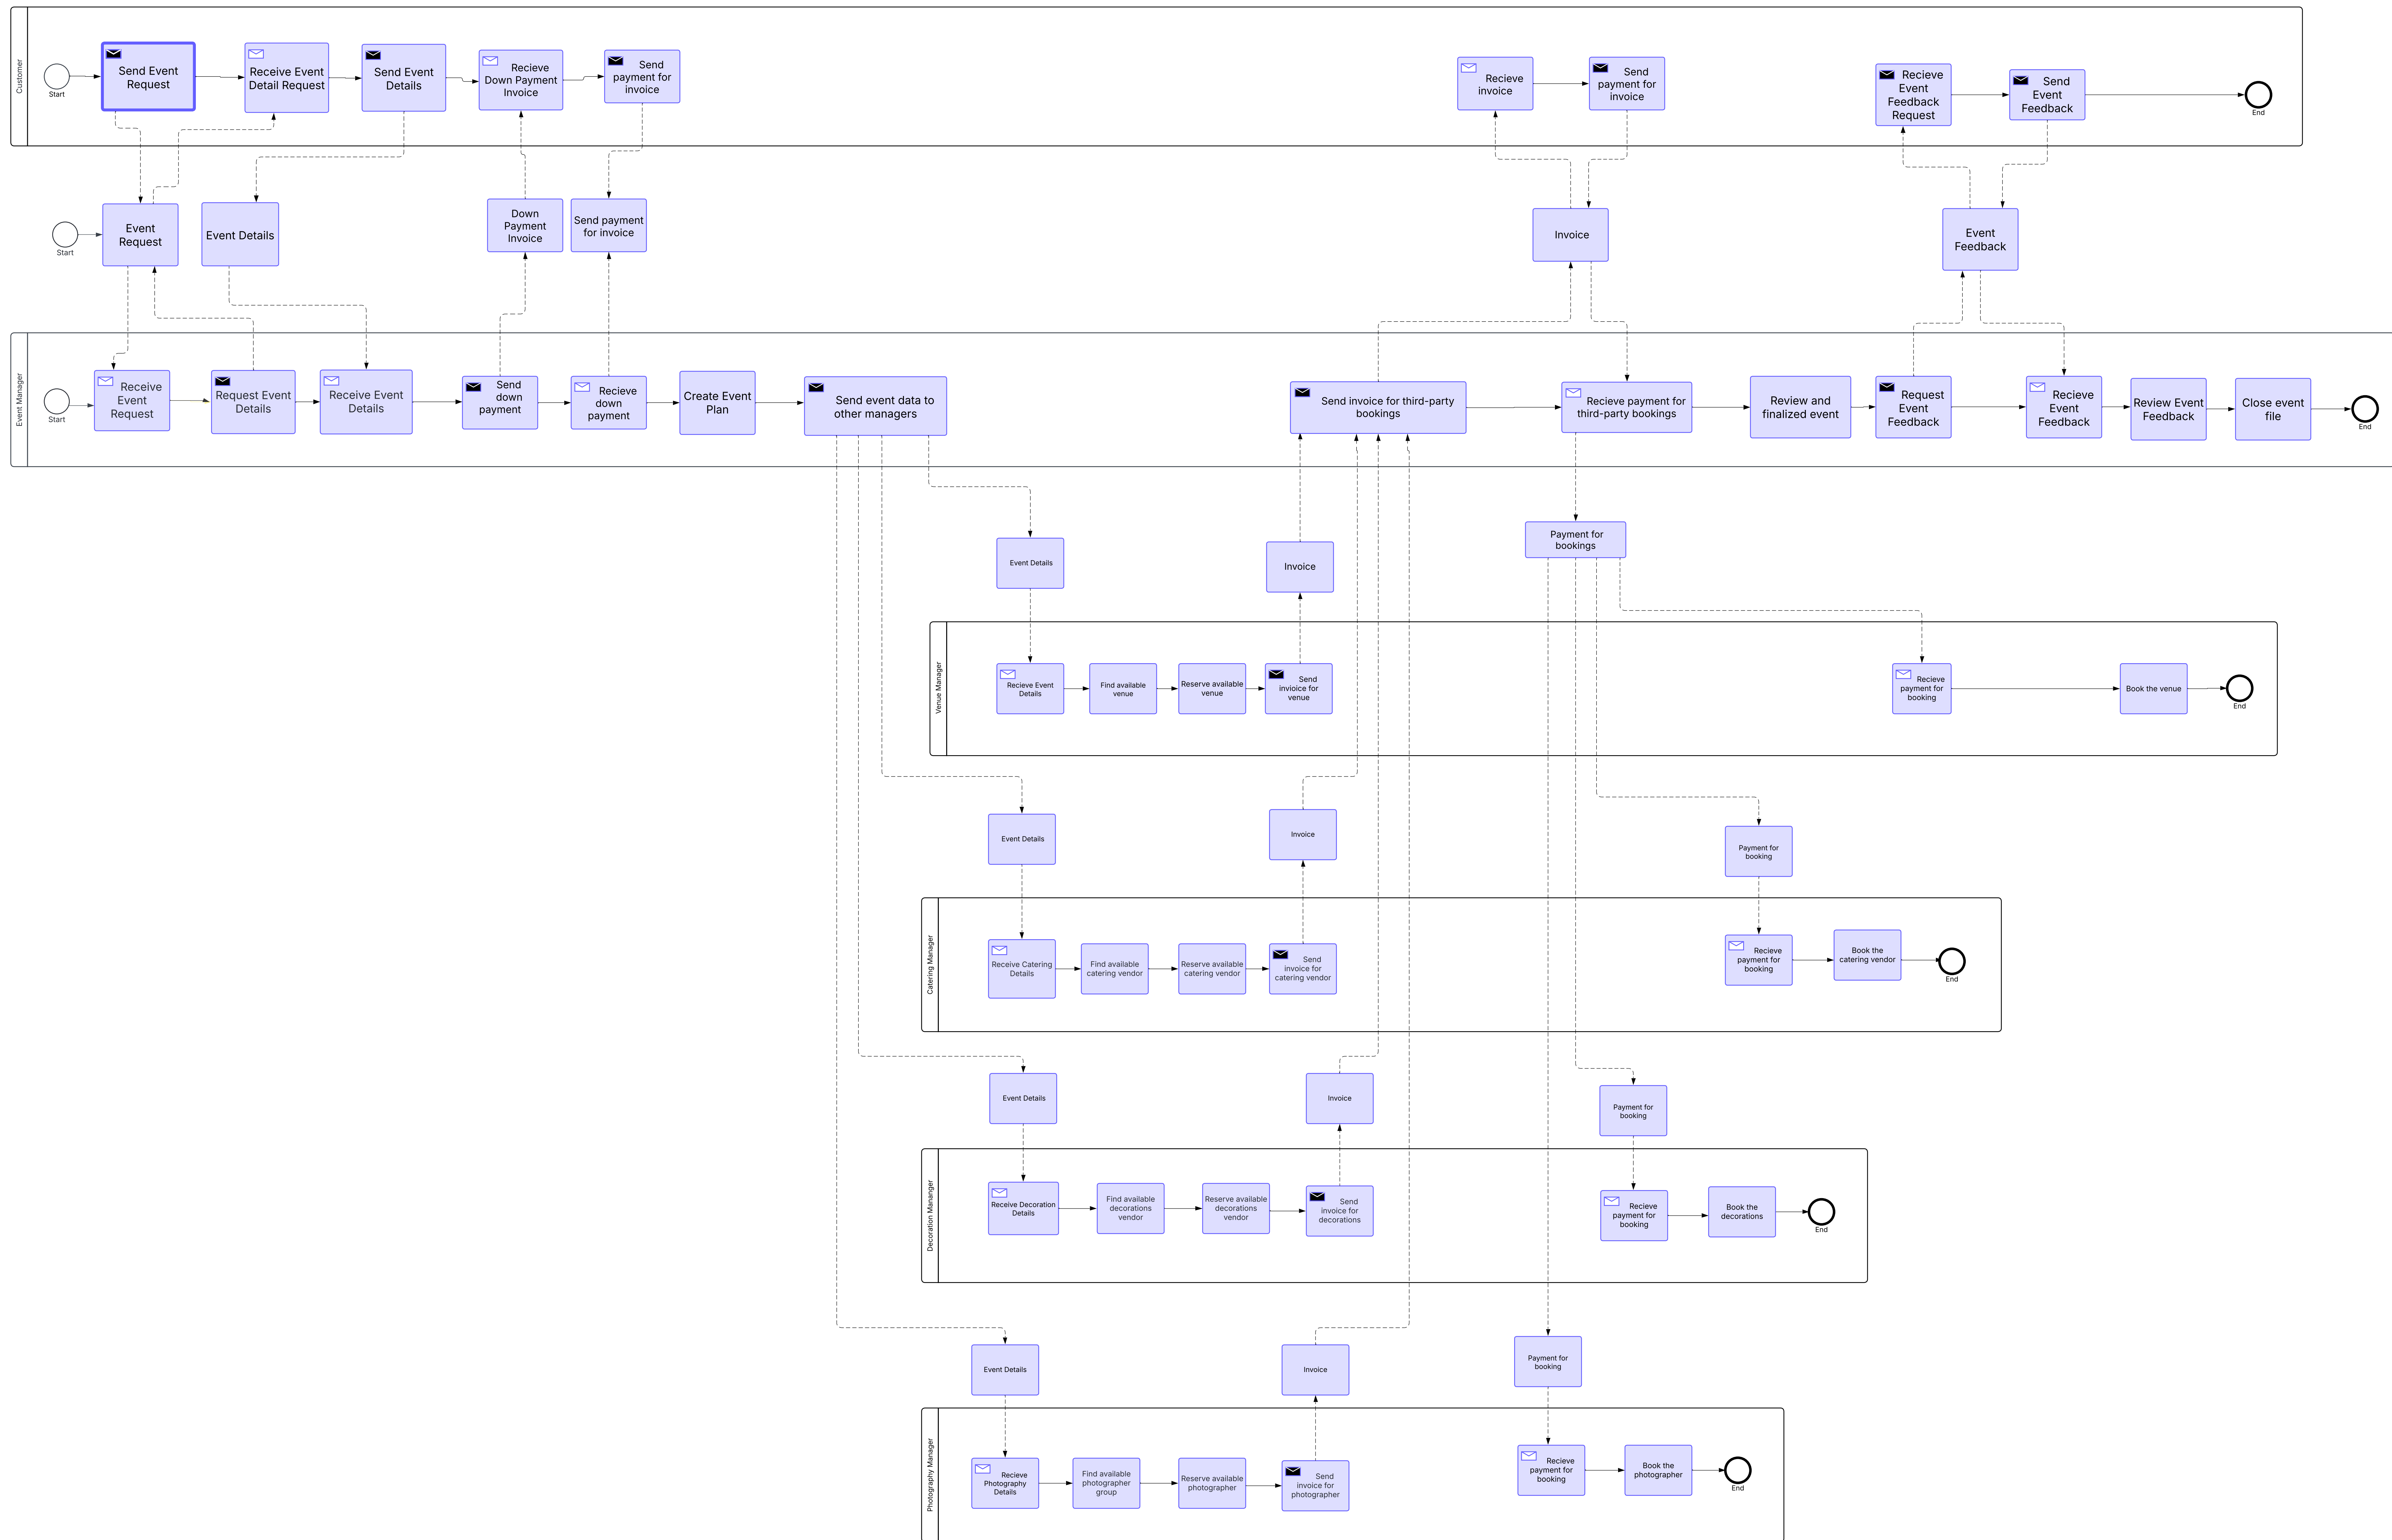 Customer
Start
Send Event
Request
Receive Event
Detail Request
Send Event
Details
Recieve
Down Payment
Invoice
Send
payment for
invoice
Recieve
invoice
Send
payment for
invoice
Recieve
Event
Feedback
Request
Send
Event
Feedback
End
Start
Event
Request
Event Details
Down
Payment
Invoice
Send payment
for invoice
Invoice
Event
Feedback
Event Manager
Start
Receive
Event
Request
Request Event
Details
Receive Event
Details
Send
down
payment
Recieve
down
payment
Create Event
Plan
Send event data to
other managers
Send invoice for third-party
bookings
Recieve payment for
third-party bookings
Review and
finalized event
Request
Event
Feedback
Recieve
Event
Feedback
Review Event
Feedback
Close event
file
End
Event Details
Invoice
Payment for
bookings
Venue Manager
Recieve Event
Details
Find available
venue
Reserve available
venue
Send
invioice for
venue
Recieve
payment for
booking
Book the venue
End
Event Details
Invoice
Payment for
booking
Catering Manager
Receive Catering
Details
Find available
catering vendor
Reserve available
catering vendor
Send
invoice for
catering vendor
Recieve
payment for
booking
Book the
catering vendor
End
Event Details
Invoice
Payment for
booking
Decoration Mananger
Receive Decoration
Details
Find available
decorations
vendor
Reserve available
decorations
vendor
Send
invoice for
decorations
Recieve
payment for
booking
Book the
decorations
End
Event Details
Invoice
Payment for
booking
Photography Manager
Recieve
Photography
Details
Find available
photographer
group
Reserve available
photographer
Send
invoice for
photographer
Recieve
payment for
booking
Book the
photographer
End